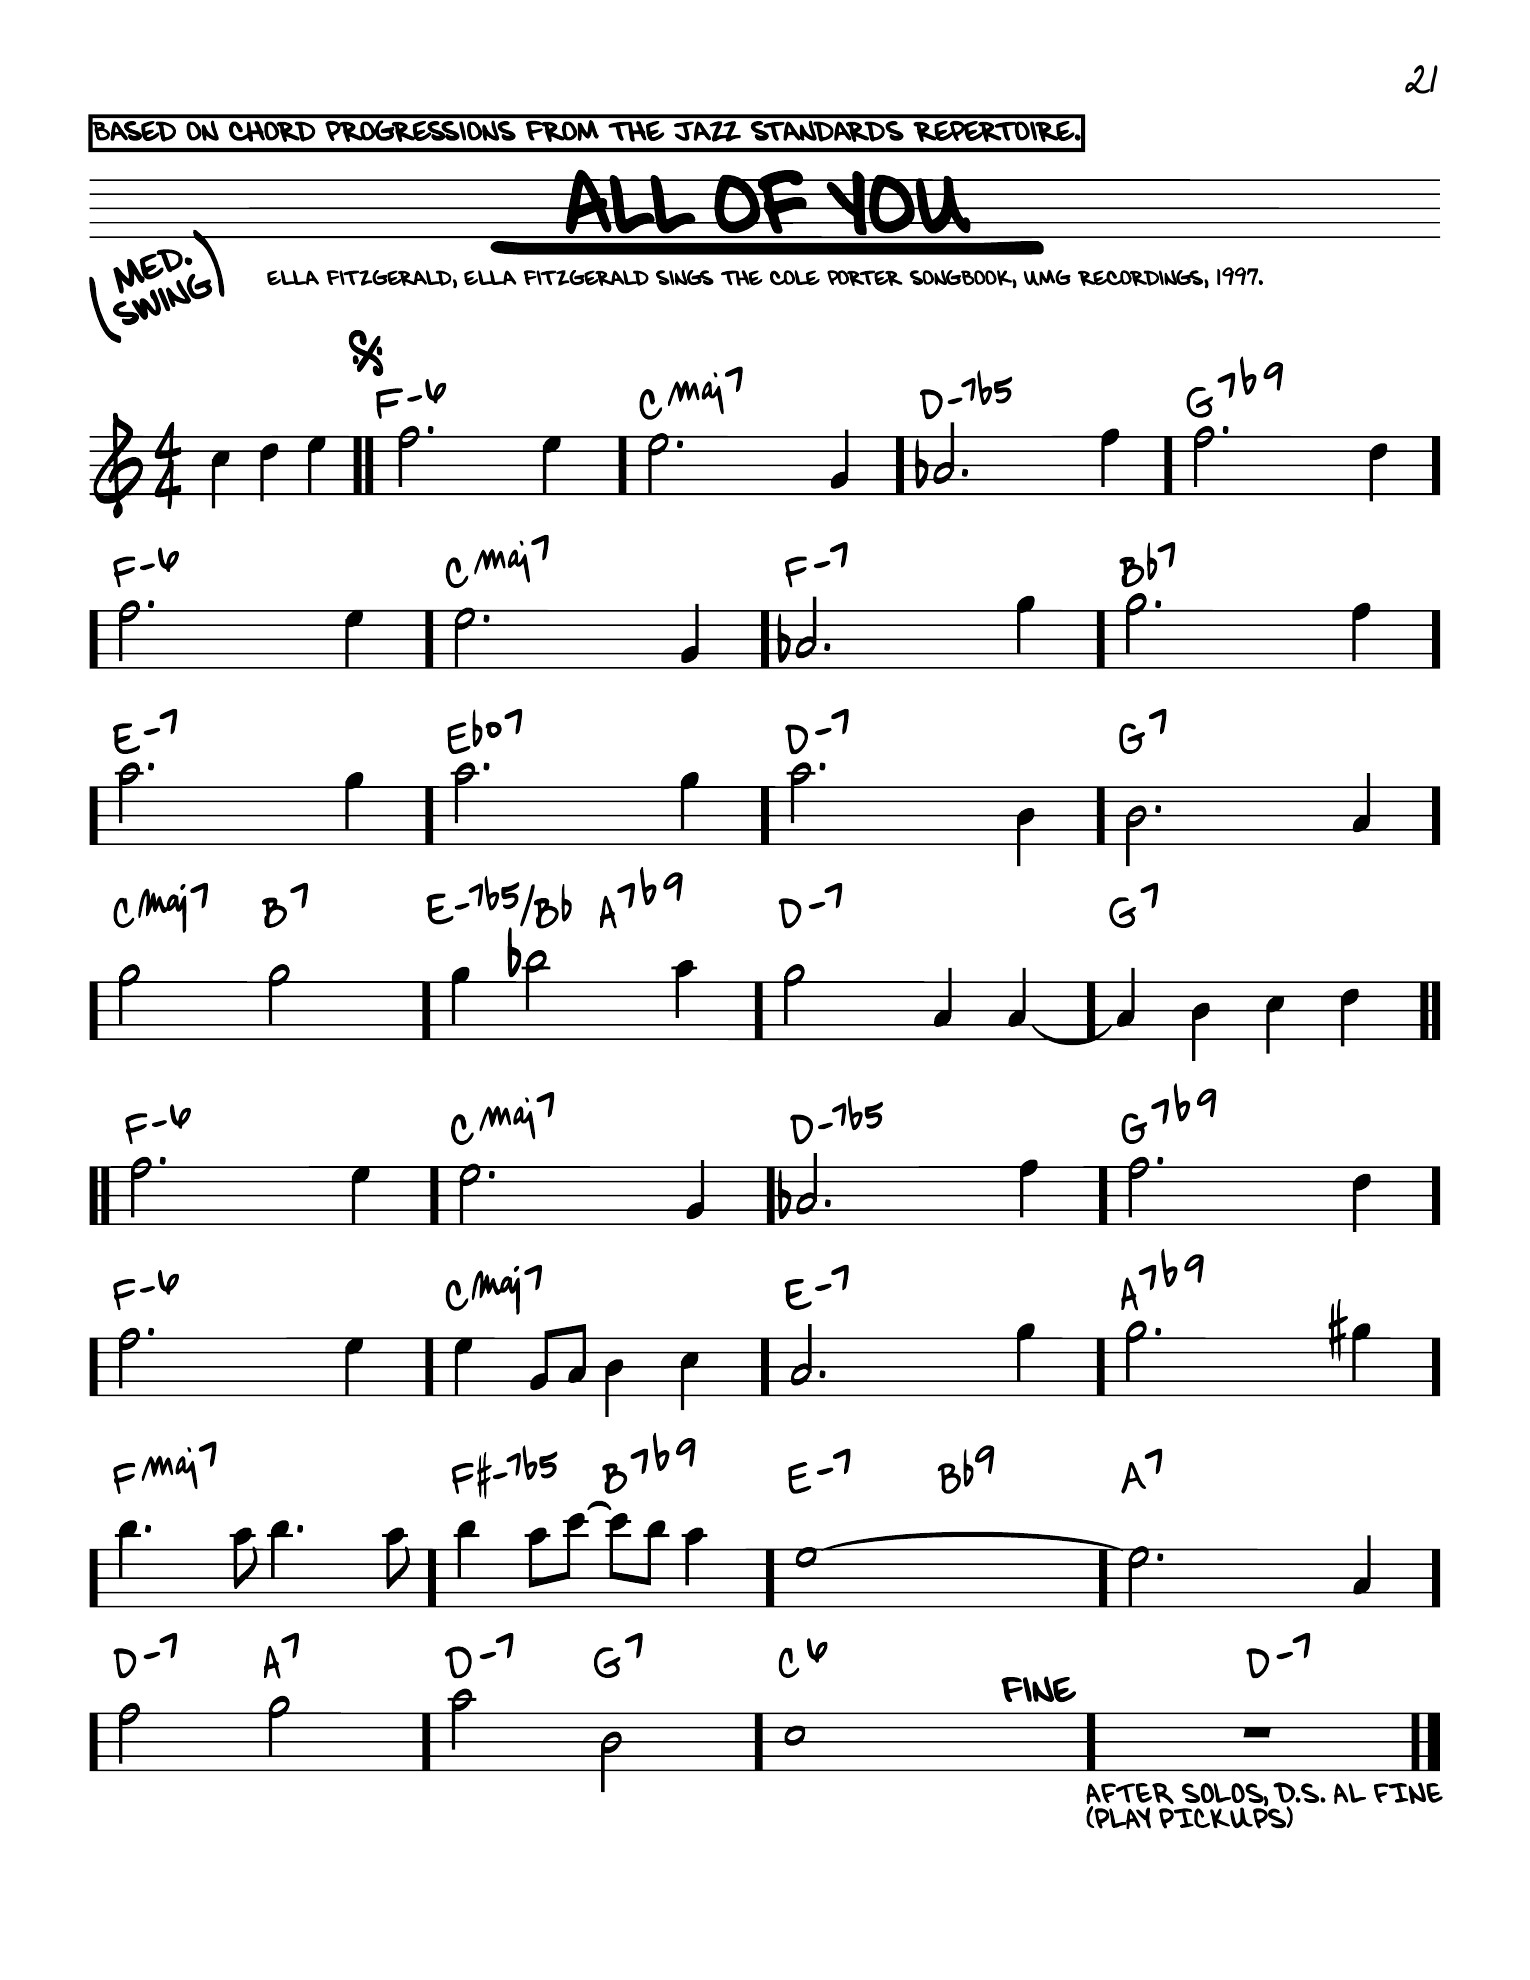 21
BASED ON CHORD PROGRESSIONS FROM THE JAZZ STANDARDS REPERTOIRE.
ALL OF YOU
(MED. SWING)
ELLA FITZGERALD, ELLA FITZGERALD SINGS THE COLE PORTER SONGBOOK, UMG RECORDINGS, 1997.
F-6 Cmaj7 D-7b5 G7b9
4
4
F-6 Cmaj7 F-7 Bb7
E-7 Ebo7 D-7 G7
Cmaj7 B7 E-7b5/Bb A7b9 D-7 G7
F-6 Cmaj7 D-7b5 G7b9
F-6 Cmaj7 E-7 A7b9
Fmaj7 F#-7b5 B7b9 E-7 Bb9 A7
D-7 A7 D-7 G7 C6 D-7
FINE
AFTER SOLOS, D.S. AL FINE
(PLAY PICKUPS)